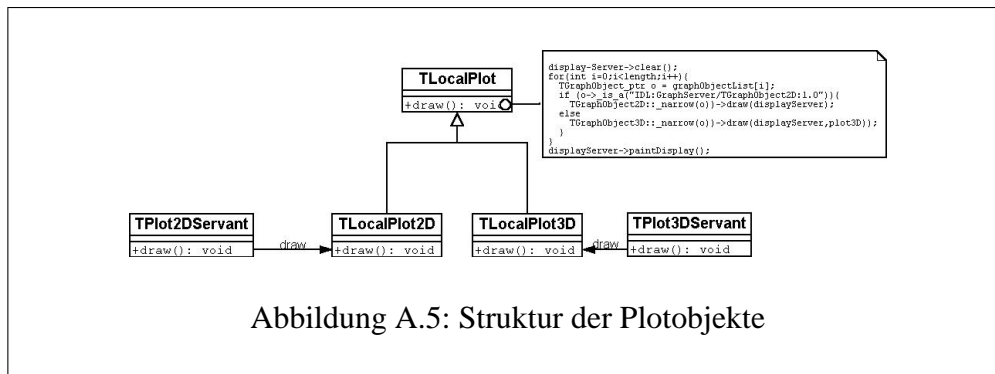 TLocalPlot
+draw(): void
display-Server->clear();
for(int i=0;i<length;i++){
TGraphObject_ptr o = graphObjectList[i];
if (o->_is_a("IDL:GraphServer/TGraphObject2D:1.0")){
TGraphObject2D::_narrow(o))->draw(displayServer);
else
TGraphObject3D::_narrow(o))->draw(displayServer,plot3D));
}
}
displayServer->paintDisplay();
TPlot2DServant
+draw(): void
draw
TLocalPlot2D
+draw(): void
TLocalPlot3D
+draw(): void
draw
TPlot3DServant
+draw(): void
Abbildung A.5: Struktur der Plotobjekte